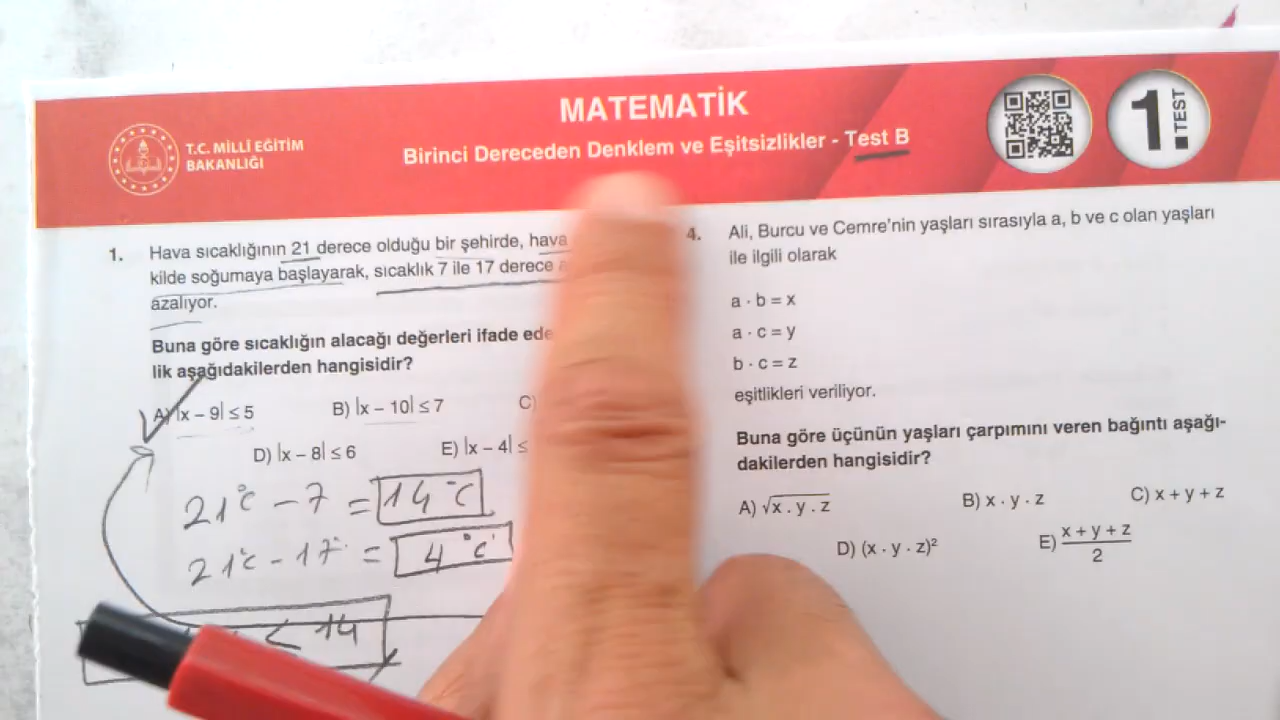 MATEMATİK
Birinci Dereceden Denklem ve Eşitsizlikler - Test B
T.C. MİLLÎ EĞİTİM
BAKANLIĞI
1. TEST
1. Hava sıcaklığının 21 derece olduğu bir şehirde, hava
kilde soğumaya başlayarak, sıcaklık 7 ile 17 derece
azalıyor.
Buna göre sıcaklığın alacağı değerleri ifade
lik aşağıdakilerden hangisidir?
A) |x – 9| ≤ 5 B) |x – 10| ≤ 7 C)
D) |x – 8| ≤ 6 E) |x – 4| ≤
21°C – 7 = 14°C
21°C – 17° = 4°C
< 14
4. Ali, Burcu ve Cemre'nin yaşları sırasıyla a, b ve c olan yaşları
ile ilgili olarak
a · b = x
a · c = y
b · c = z
eşitlikleri veriliyor.
Buna göre üçünün yaşları çarpımını veren bağıntı aşağı-
dakilerden hangisidir?
A) √x . y . z B) x · y · z C) x + y + z
D) (x · y · z)² E) x + y + z / 2